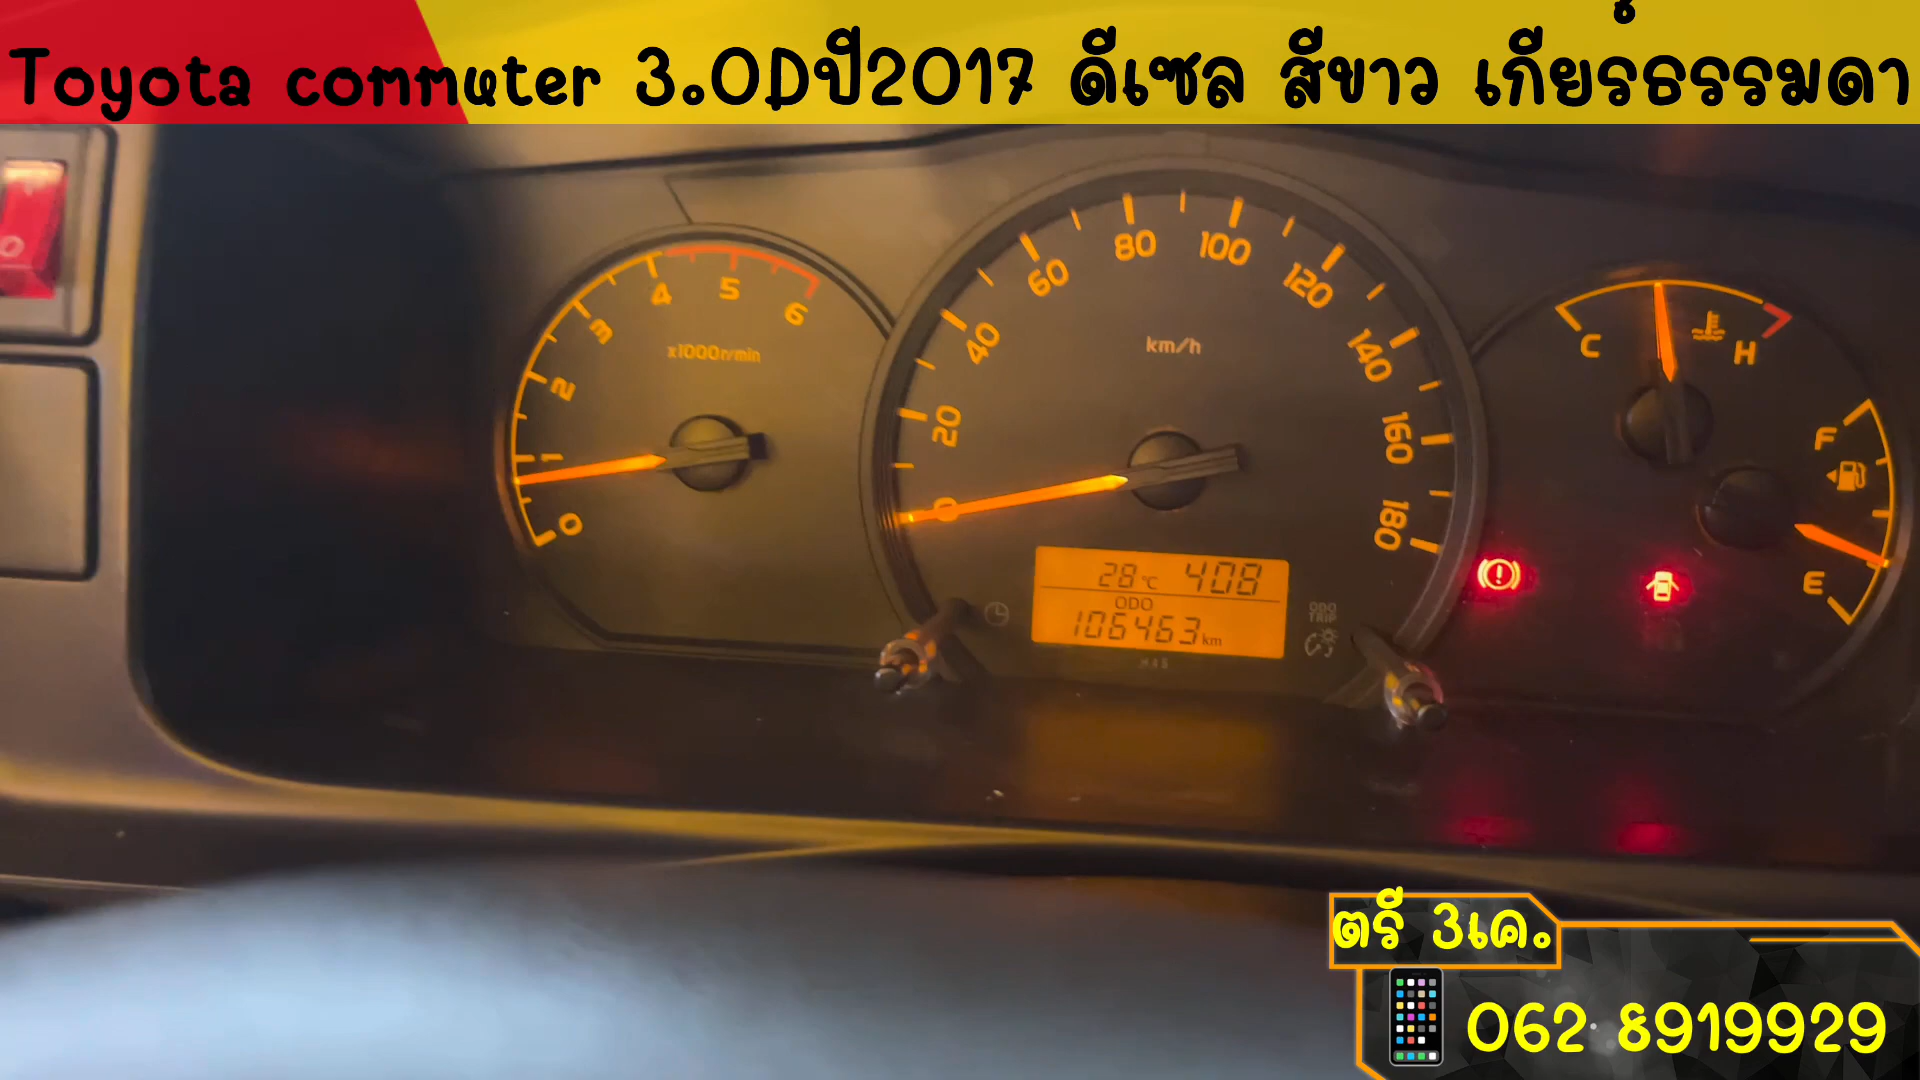 Toyota commuter 3.0Dปี2017 ดีเซล สีขาว เกียร์ธรรมดา
0 1 2 3 4 5 6
x1000r/min
0 20 40 60 80 100 120 140 160 180
km/h
C H
F
E
28°C 408
ODO
106463km
ODO
TRIP
O
ตรี 3เค.
062 8919929